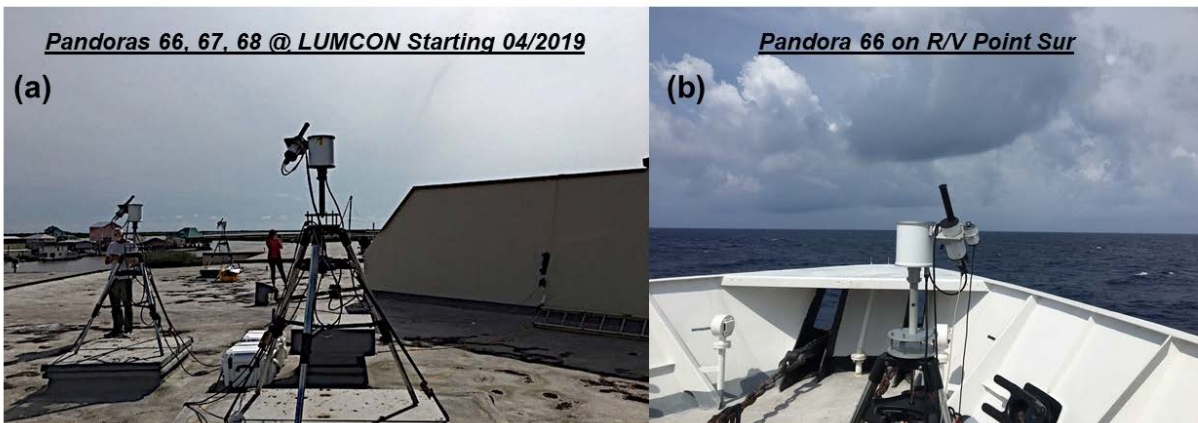 Pandoras 66, 67, 68 @ LUMCON Starting 04/2019
(a)
Pandora 66 on R/V Point Sur
(b)